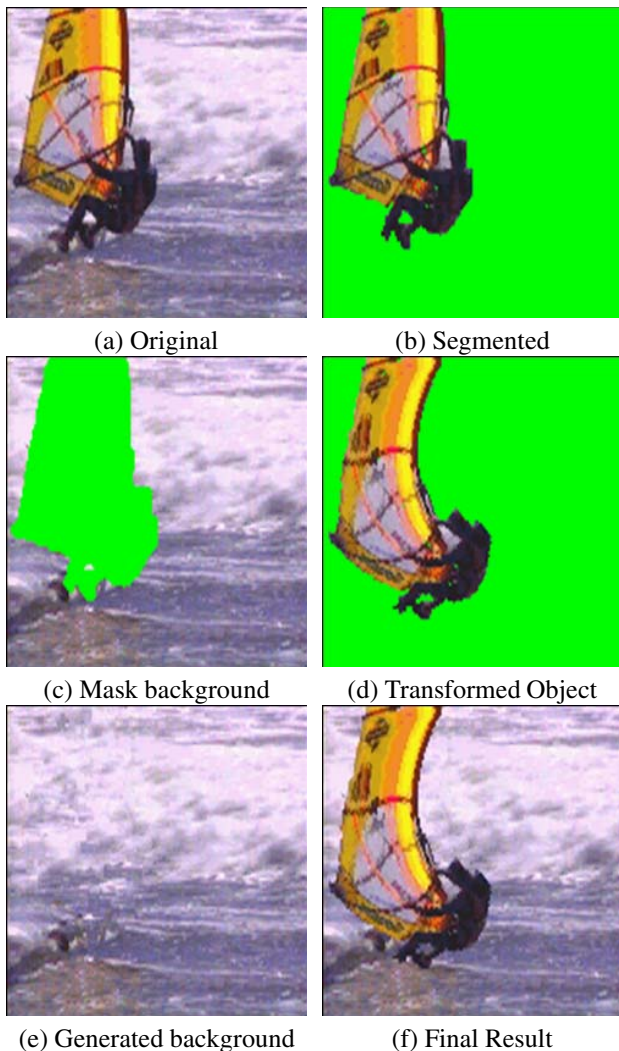 (a) Original
(b) Segmented
(c) Mask background
(d) Transformed Object
(e) Generated background
(f) Final Result